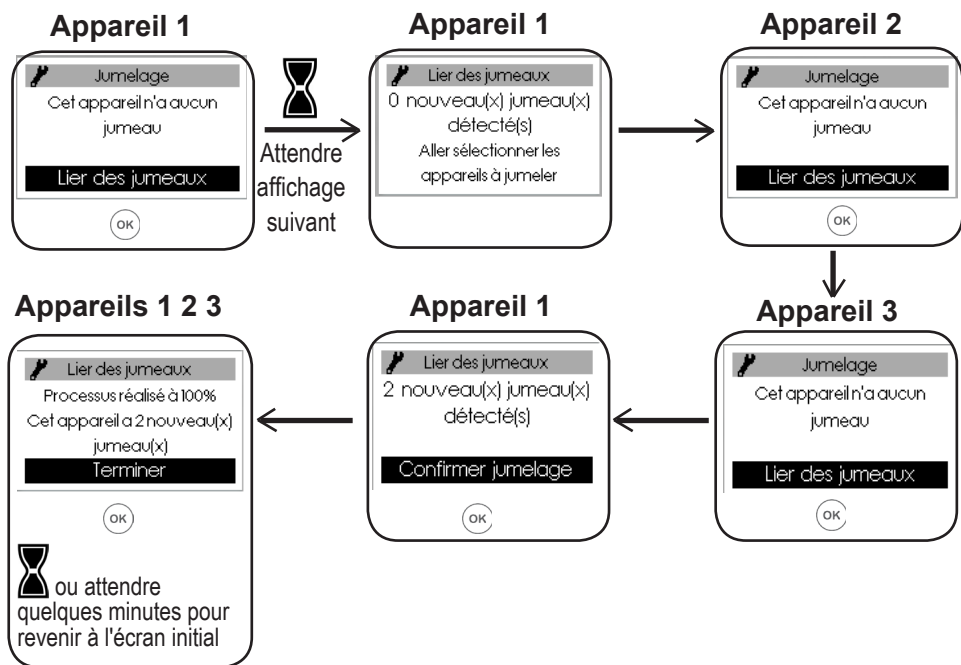 Appareil 1
Jumelage
Cet appareil n'a aucun
jumeau
Lier des jumeaux
OK
Attendre
affichage
suivant
Appareil 1
Lier des jumeaux
0 nouveau(x) jumeau(x)
détecté(s)
Aller sélectionner les
appareils à jumeler
Appareil 2
Jumelage
Cet appareil n'a aucun
jumeau
Lier des jumeaux
OK
Appareil 3
Jumelage
Cet appareil n'a aucun
jumeau
Lier des jumeaux
OK
Appareil 1
Lier des jumeaux
2 nouveau(x) jumeau(x)
détecté(s)
Confirmer jumelage
OK
Appareils 1 2 3
Lier des jumeaux
Processus réalisé à 100%
Cet appareil a 2 nouveau(x)
jumeau(x)
Terminer
OK
ou attendre
quelques minutes pour
revenir à l'écran initial